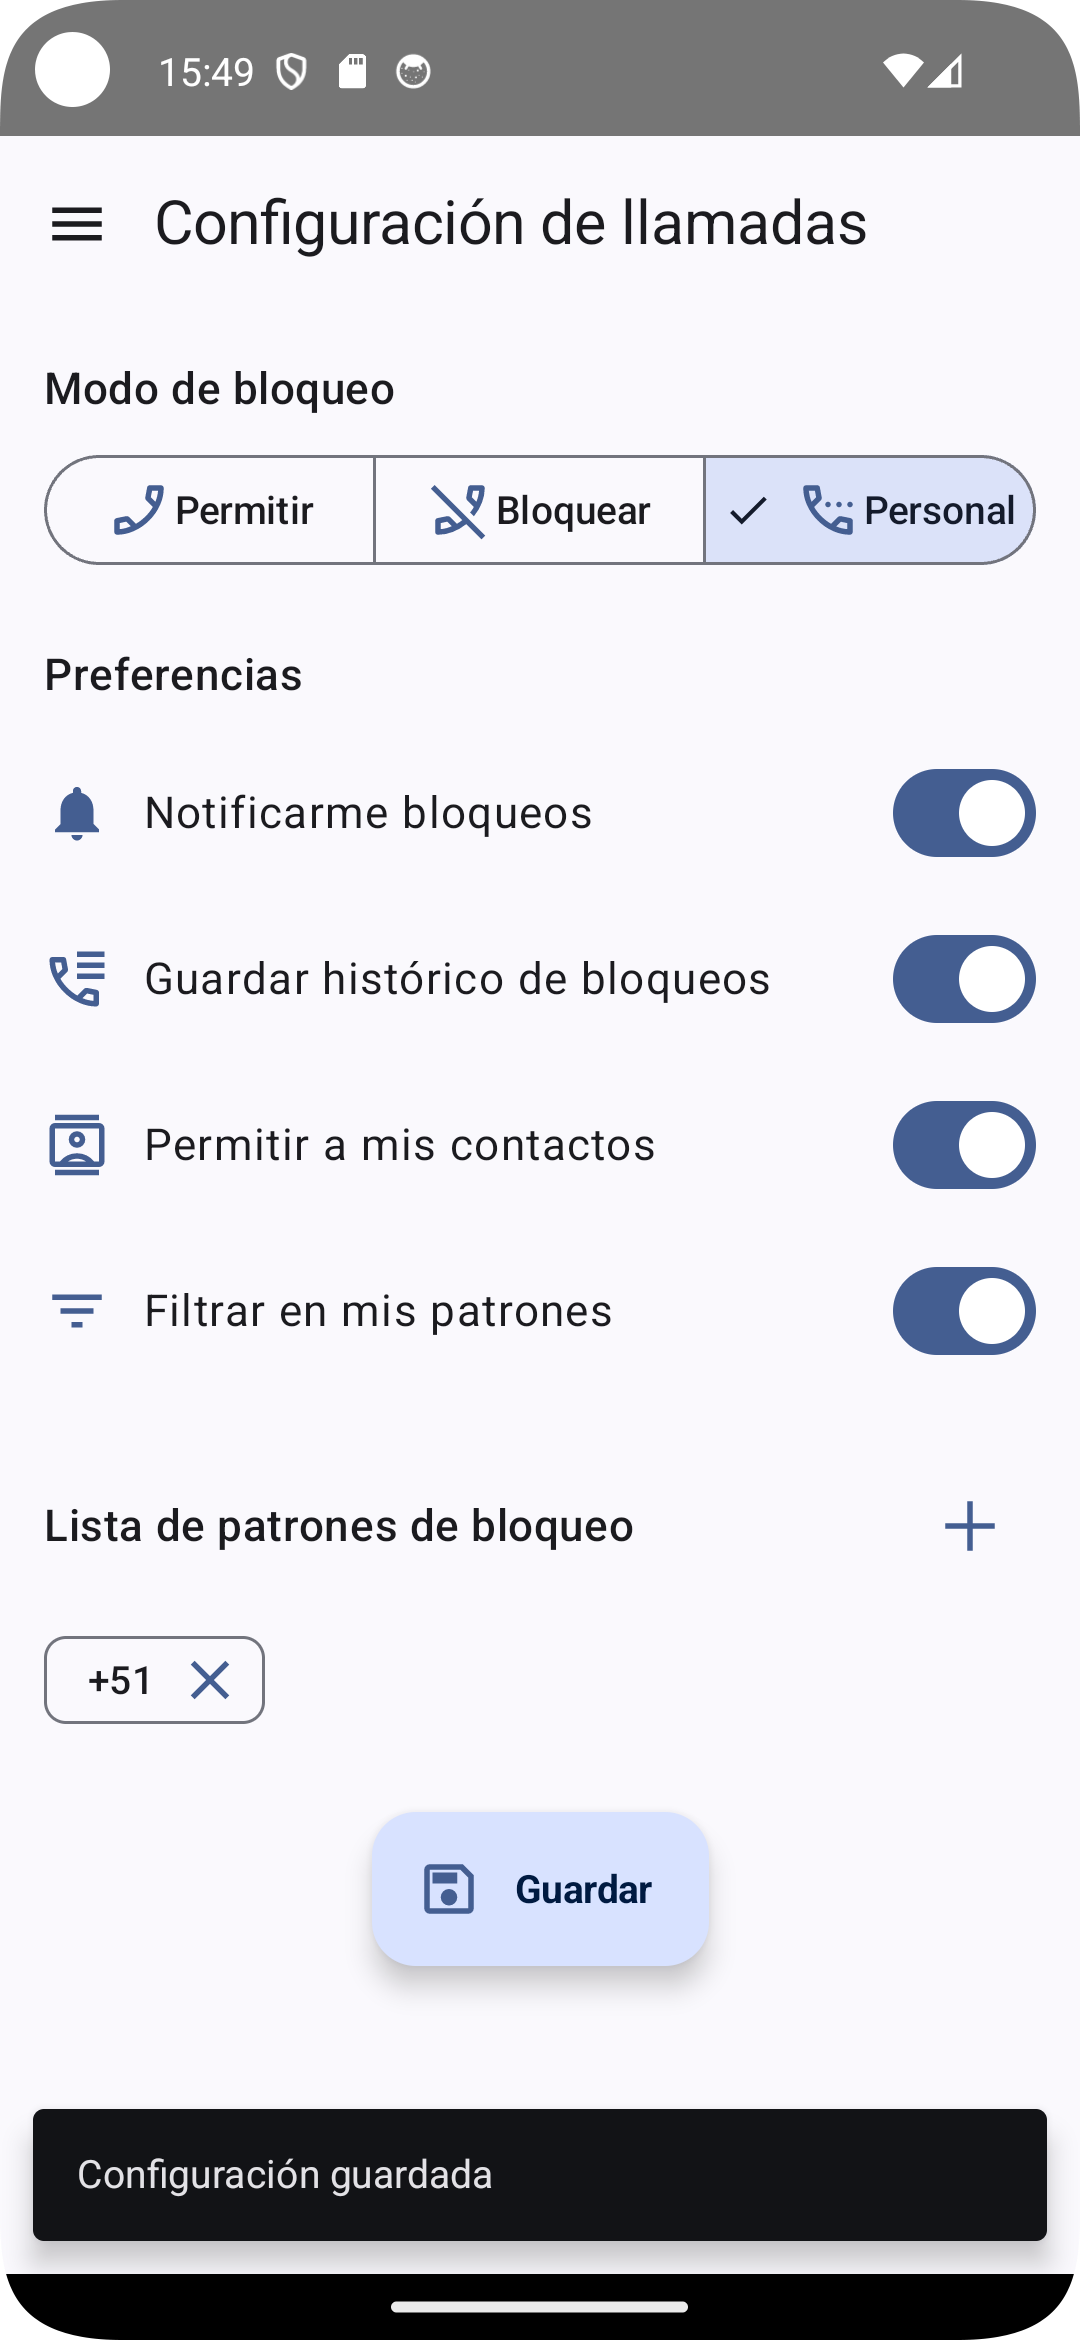 15:49
Configuración de llamadas
Modo de bloqueo
Permitir
Bloquear
Personal
Preferencias
Notificarme bloqueos
Guardar histórico de bloqueos
Permitir a mis contactos
Filtrar en mis patrones
Lista de patrones de bloqueo
+51
Guardar
Configuración guardada